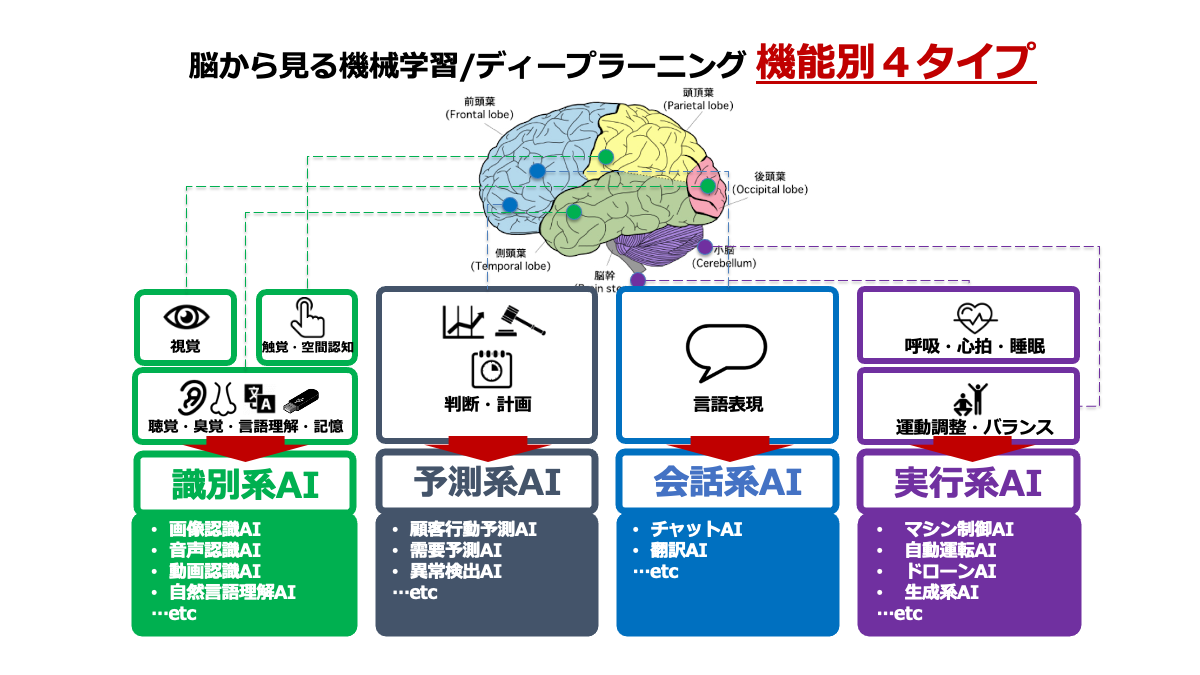 脳から見る機械学習/ディープラーニング 機能別４タイプ
前頭葉
(Frontal lobe)
頭頂葉
(Parietal lobe)
後頭葉
(Occipital lobe)
側頭葉
(Temporal lobe)
小脳
(Cerebellum)
脳幹
視覚
触覚・空間認知
聴覚・臭覚・言語理解・記憶
判断・計画
言語表現
呼吸・心拍・睡眠
運動調整・バランス
識別系AI
• 画像認識AI
• 音声認識AI
• 動画認識AI
• 自然言語理解AI
…etc
予測系AI
• 顧客行動予測AI
• 需要予測AI
• 異常検出AI
…etc
会話系AI
• チャットAI
• 翻訳AI
…etc
実行系AI
• マシン制御AI
• 自動運転AI
• ドローンAI
• 生成系AI
…etc